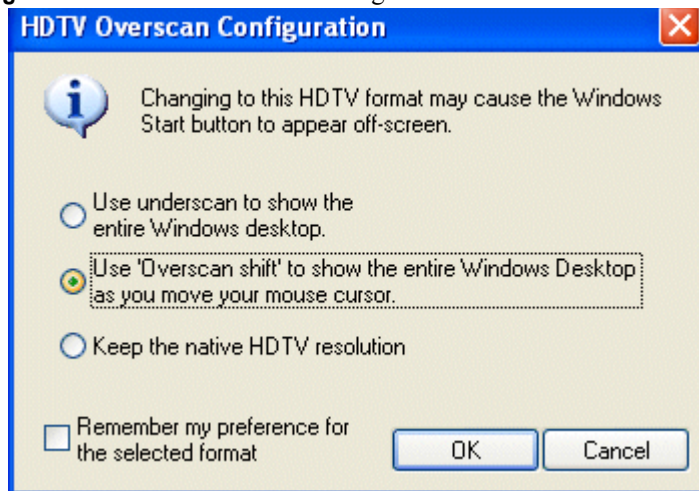 HDTV Overscan Configuration
Changing to this HDTV format may cause the Windows
Start button to appear off-screen.
Use underscan to show the
entire Windows desktop.
Use 'Overscan shift' to show the entire Windows Desktop
as you move your mouse cursor.
Keep the native HDTV resolution
Remember my preference for
the selected format
OK
Cancel